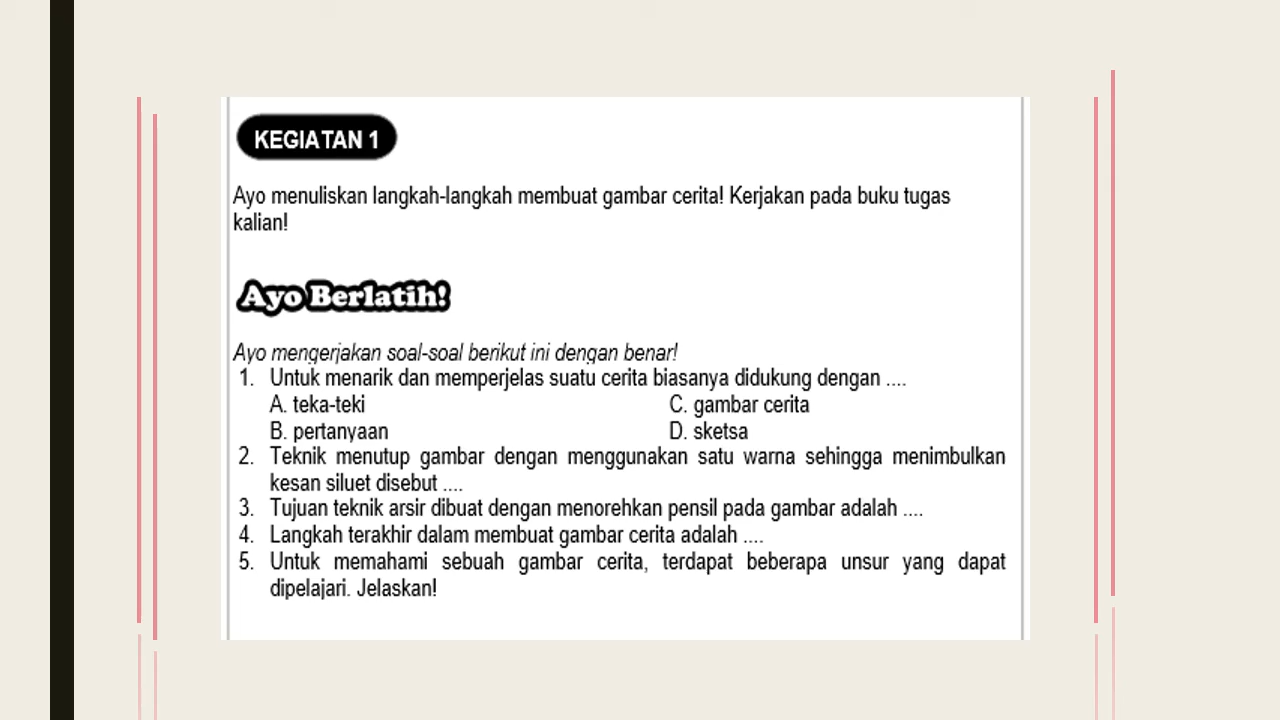 KEGIATAN 1
Ayo menuliskan langkah-langkah membuat gambar cerita! Kerjakan pada buku tugas
kalian!
Ayo Berlatih!
Ayo mengerjakan soal-soal berikut ini dengan benar!
1. Untuk menarik dan memperjelas suatu cerita biasanya didukung dengan ....
A. teka-teki C. gambar cerita
B. pertanyaan D. sketsa
2. Teknik menutup gambar dengan menggunakan satu warna sehingga menimbulkan
kesan siluet disebut ....
3. Tujuan teknik arsir dibuat dengan menorehkan pensil pada gambar adalah ....
4. Langkah terakhir dalam membuat gambar cerita adalah ....
5. Untuk memahami sebuah gambar cerita, terdapat beberapa unsur yang dapat
dipelajari. Jelaskan!